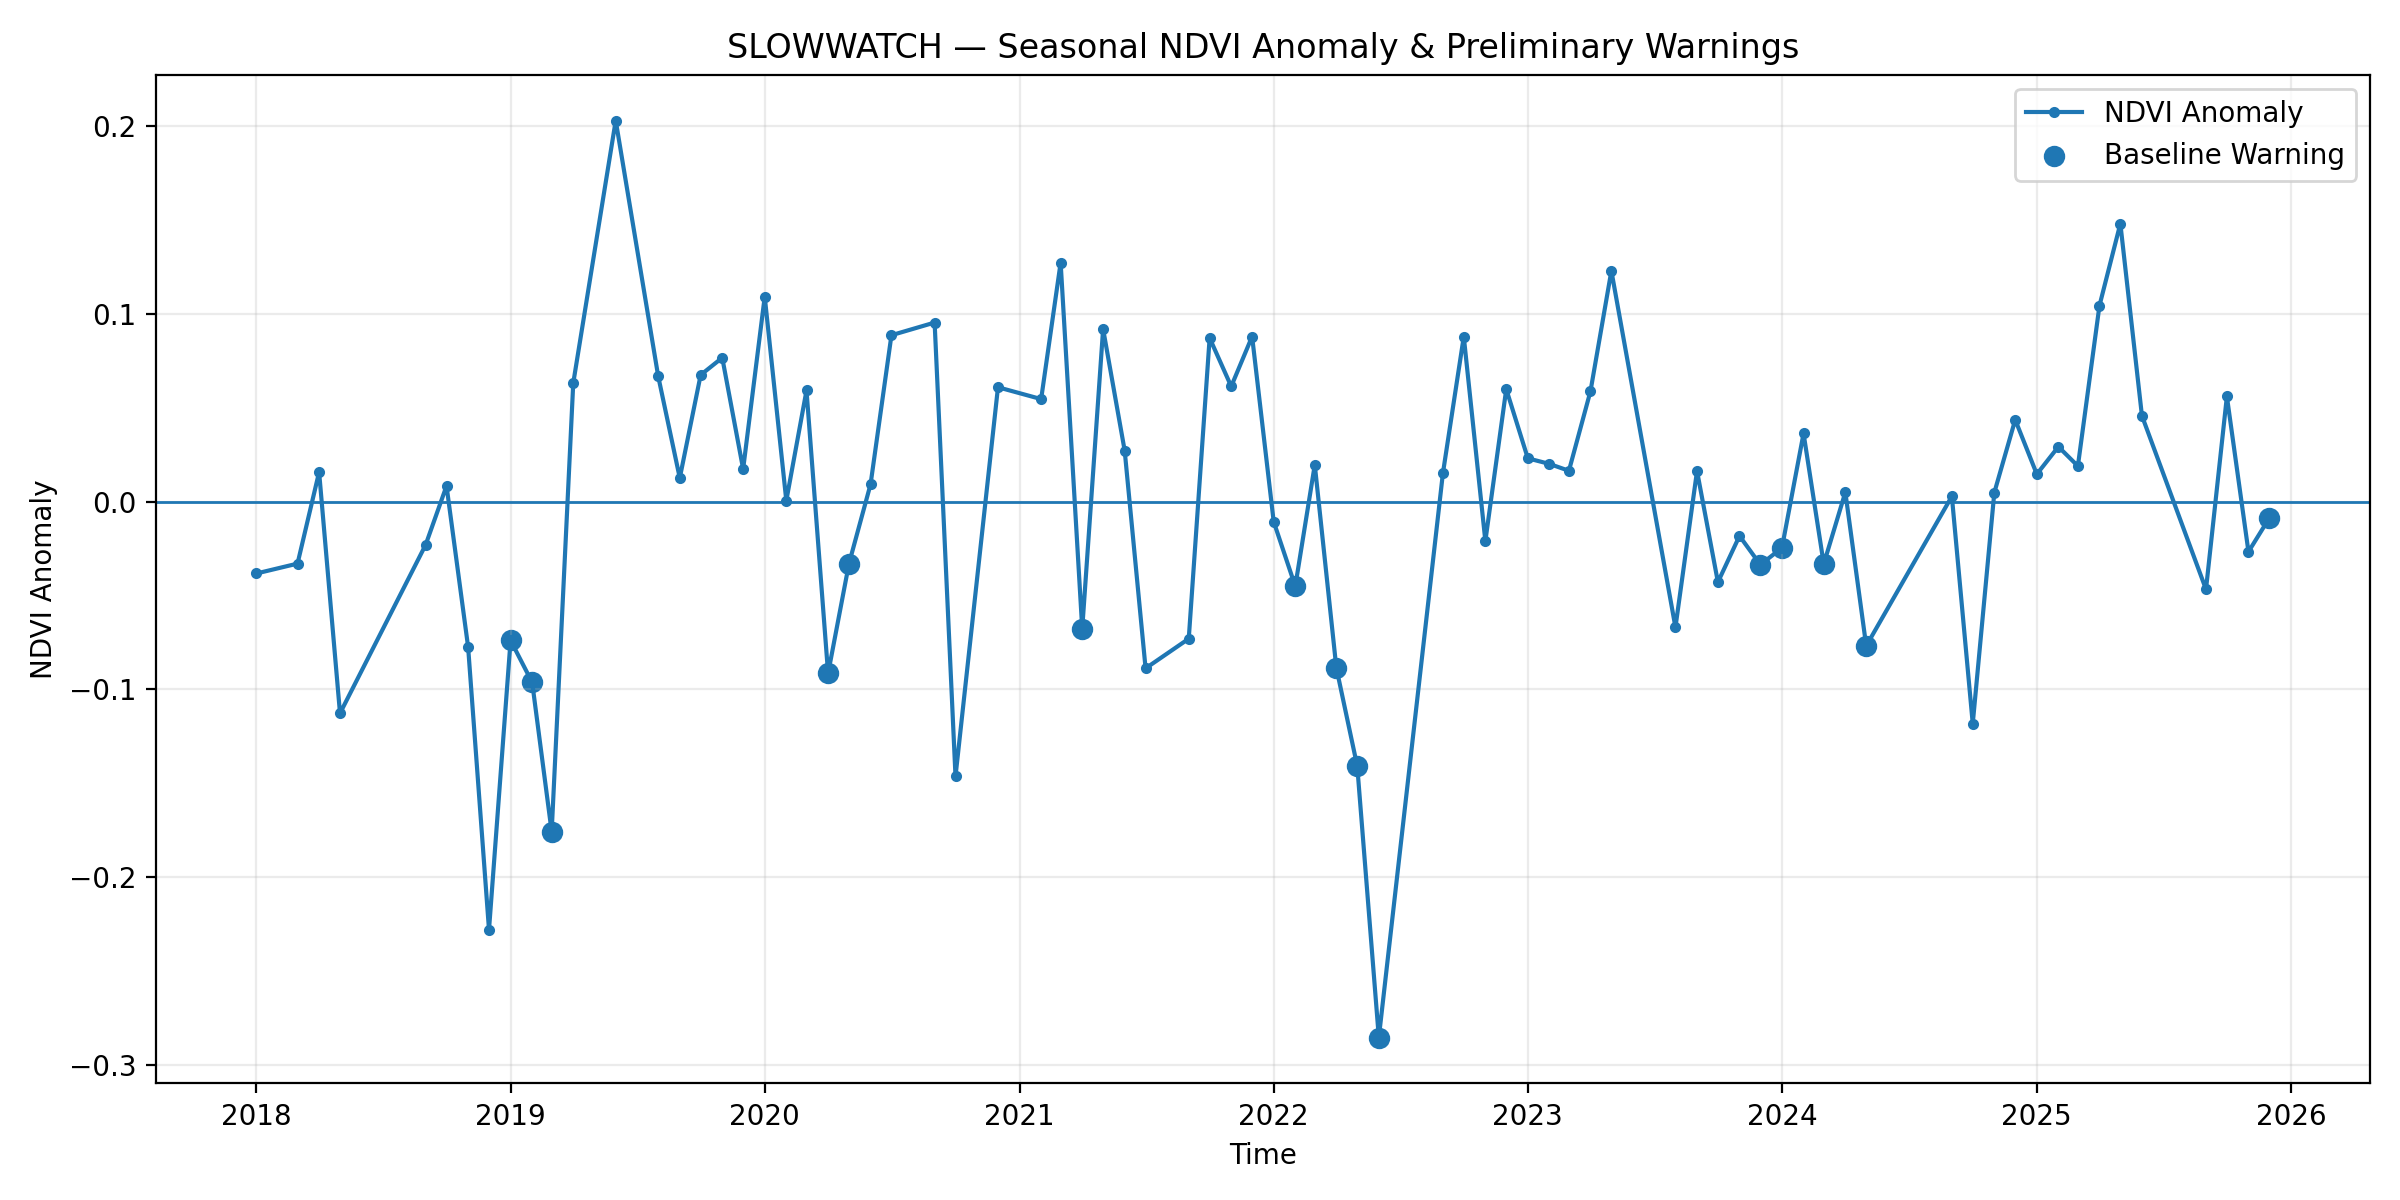 SLOWWATCH — Seasonal NDVI Anomaly & Preliminary Warnings
NDVI Anomaly
Baseline Warning
0.2
0.1
0.0
−0.1
−0.2
−0.3
NDVI Anomaly
2018 2019 2020 2021 2022 2023 2024 2025 2026
Time